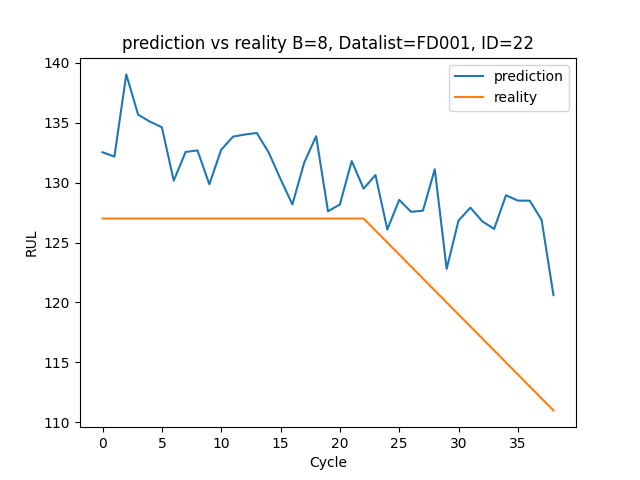 prediction vs reality B=8, Datalist=FD001, ID=22
prediction
reality
140
135
130
125
120
115
110
RUL
0 5 10 15 20 25 30 35
Cycle